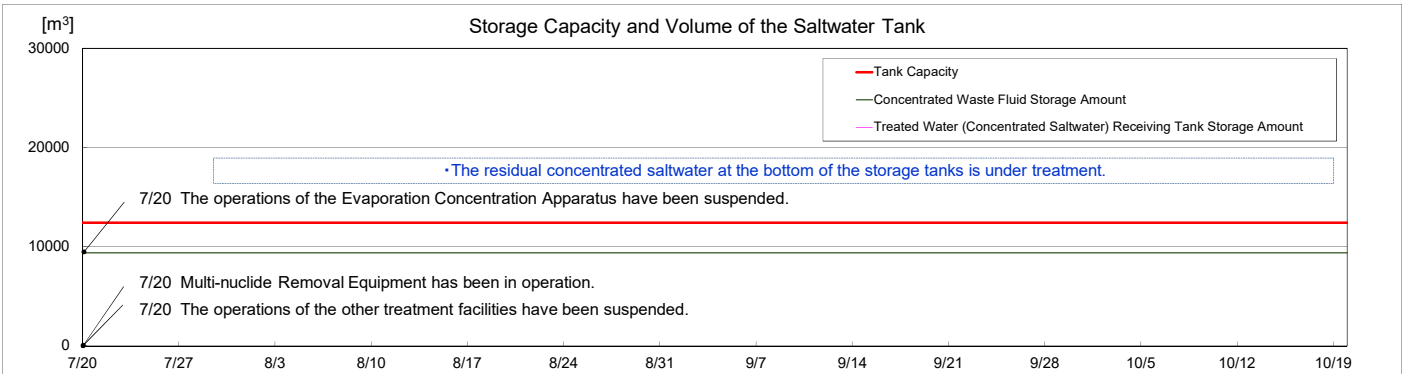 [m³]
Storage Capacity and Volume of the Saltwater Tank
30000
Tank Capacity
Concentrated Waste Fluid Storage Amount
Treated Water (Concentrated Saltwater) Receiving Tank Storage Amount
20000
・The residual concentrated saltwater at the bottom of the storage tanks is under treatment.
7/20 The operations of the Evaporation Concentration Apparatus have been suspended.
10000
7/20 Multi-nuclide Removal Equipment has been in operation.
7/20 The operations of the other treatment facilities have been suspended.
0
7/20 7/27 8/3 8/10 8/17 8/24 8/31 9/7 9/14 9/21 9/28 10/5 10/12 10/19